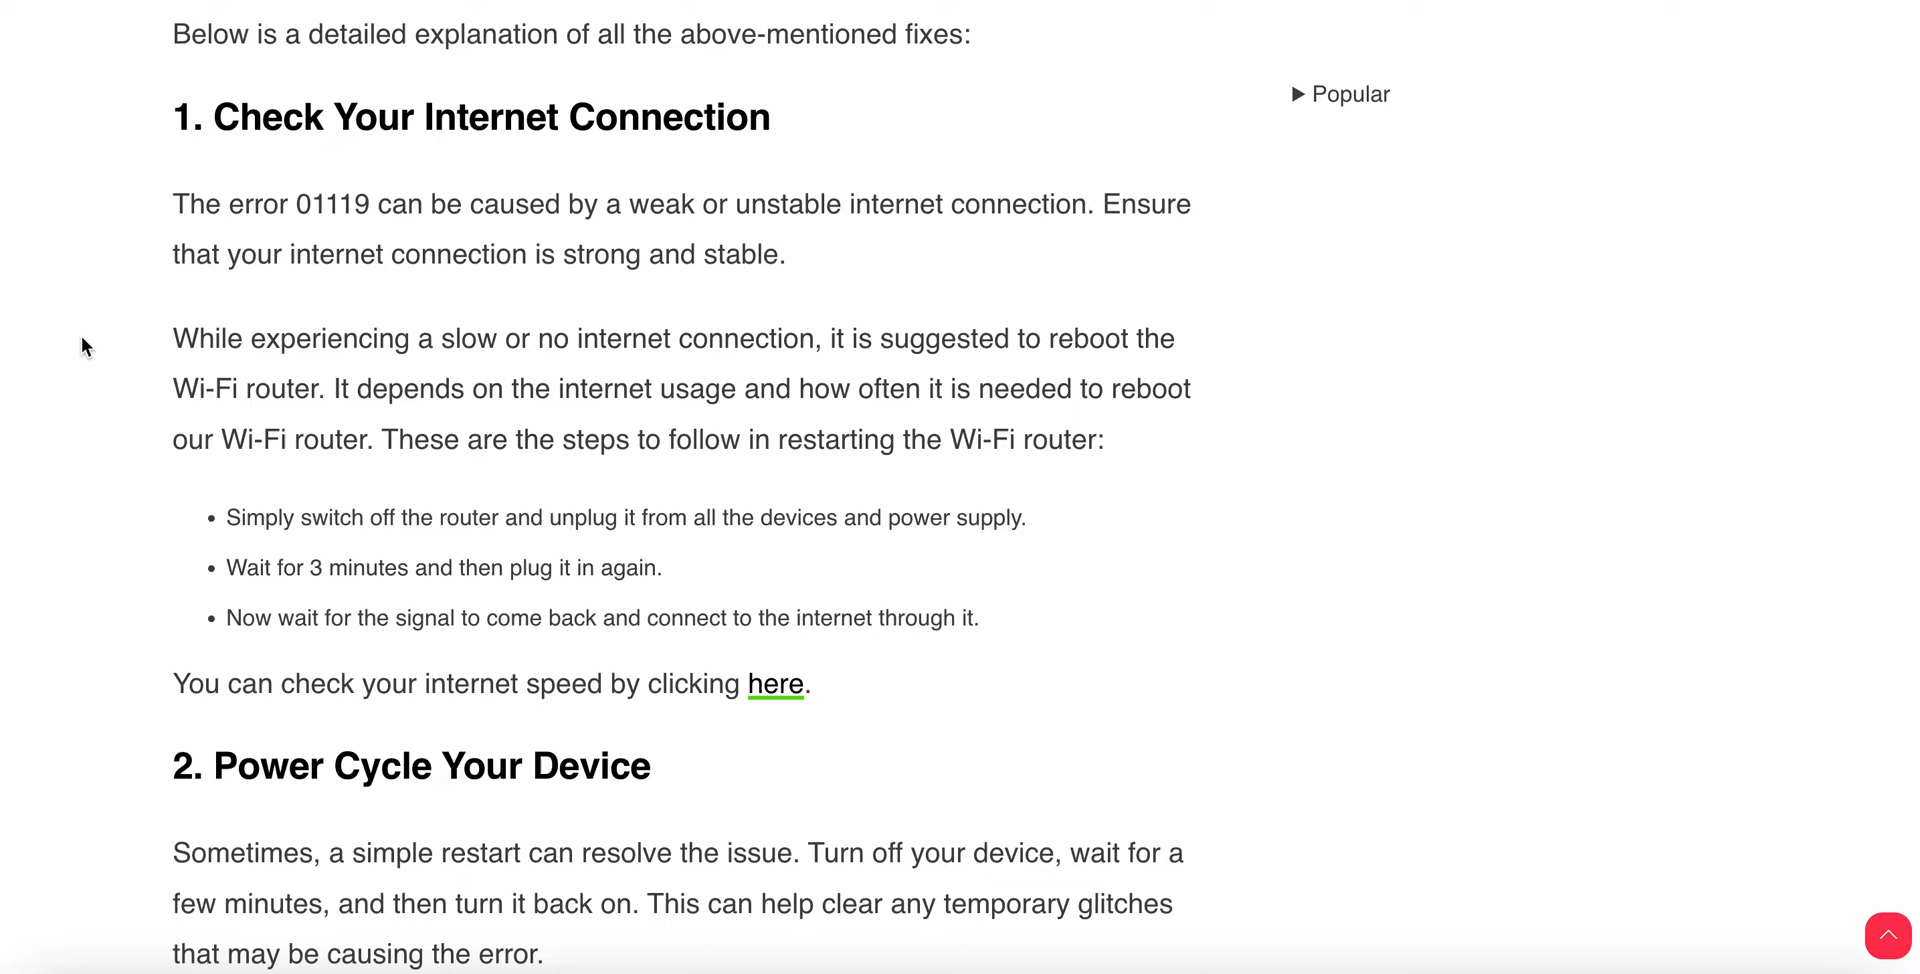 Below is a detailed explanation of all the above-mentioned fixes:
▶ Popular
1. Check Your Internet Connection
The error 01119 can be caused by a weak or unstable internet connection. Ensure
that your internet connection is strong and stable.
While experiencing a slow or no internet connection, it is suggested to reboot the
Wi-Fi router. It depends on the internet usage and how often it is needed to reboot
our Wi-Fi router. These are the steps to follow in restarting the Wi-Fi router:
• Simply switch off the router and unplug it from all the devices and power supply.
• Wait for 3 minutes and then plug it in again.
• Now wait for the signal to come back and connect to the internet through it.
You can check your internet speed by clicking here.
2. Power Cycle Your Device
Sometimes, a simple restart can resolve the issue. Turn off your device, wait for a
few minutes, and then turn it back on. This can help clear any temporary glitches
that may be causing the error.